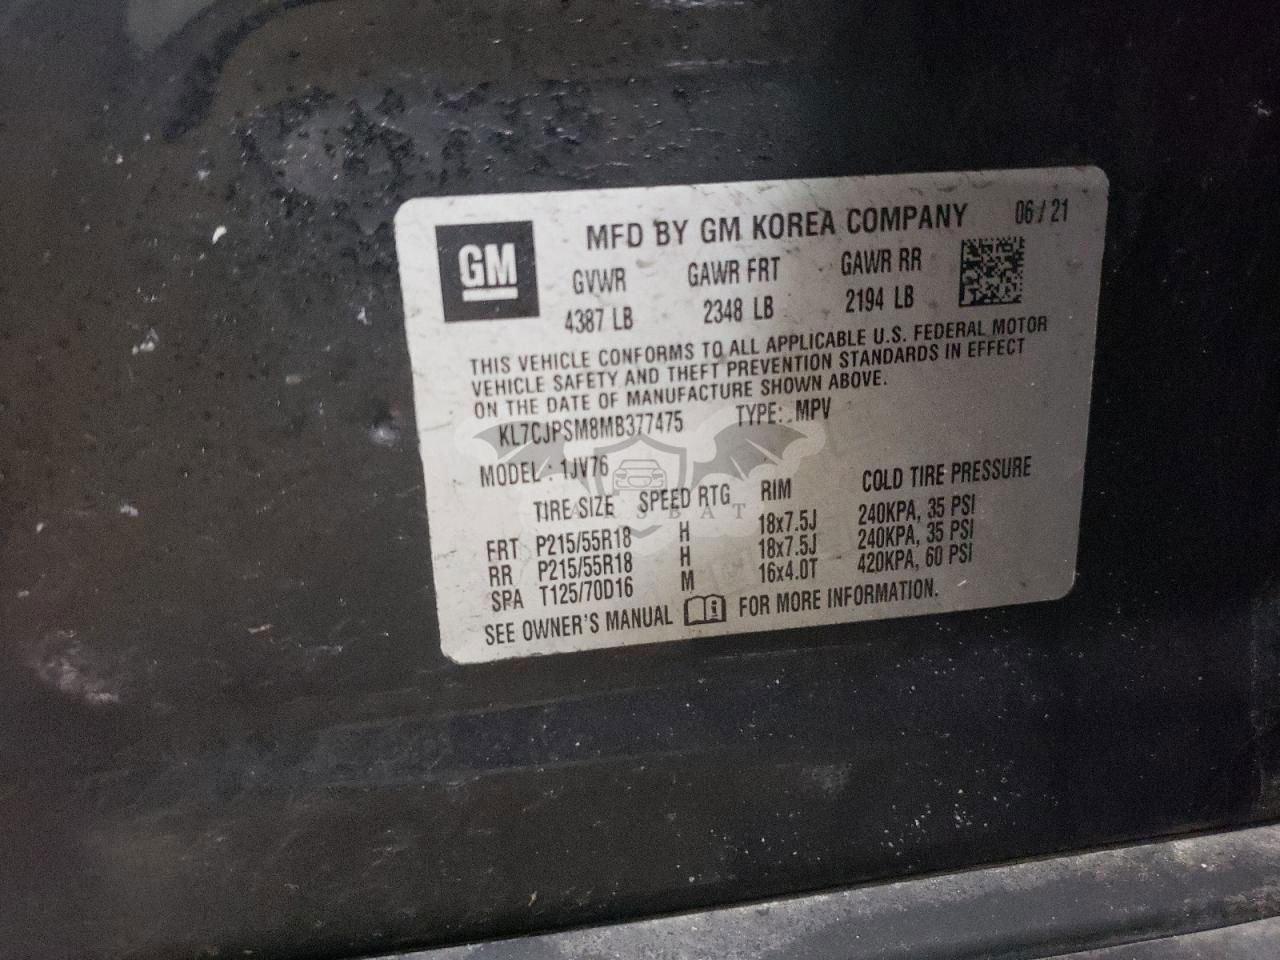 GM
MFD BY GM KOREA COMPANY 06/21
GVWR GAWR FRT GAWR RR
4387 LB 2348 LB 2194 LB
THIS VEHICLE CONFORMS TO ALL APPLICABLE U.S. FEDERAL MOTOR
VEHICLE SAFETY AND THEFT PREVENTION STANDARDS IN EFFECT
ON THE DATE OF MANUFACTURE SHOWN ABOVE.
KL7CJPSM8MB377475 TYPE: MPV
MODEL: 1JV76
TIRE SIZE SPEED RTG RIM COLD TIRE PRESSURE
FRT P215/55R18 H 18x7.5J 240KPA, 35 PSI
RR P215/55R18 H 18x7.5J 240KPA, 35 PSI
SPA T125/70D16 M 16x4.0T 420KPA, 60 PSI
SEE OWNER'S MANUAL FOR MORE INFORMATION.